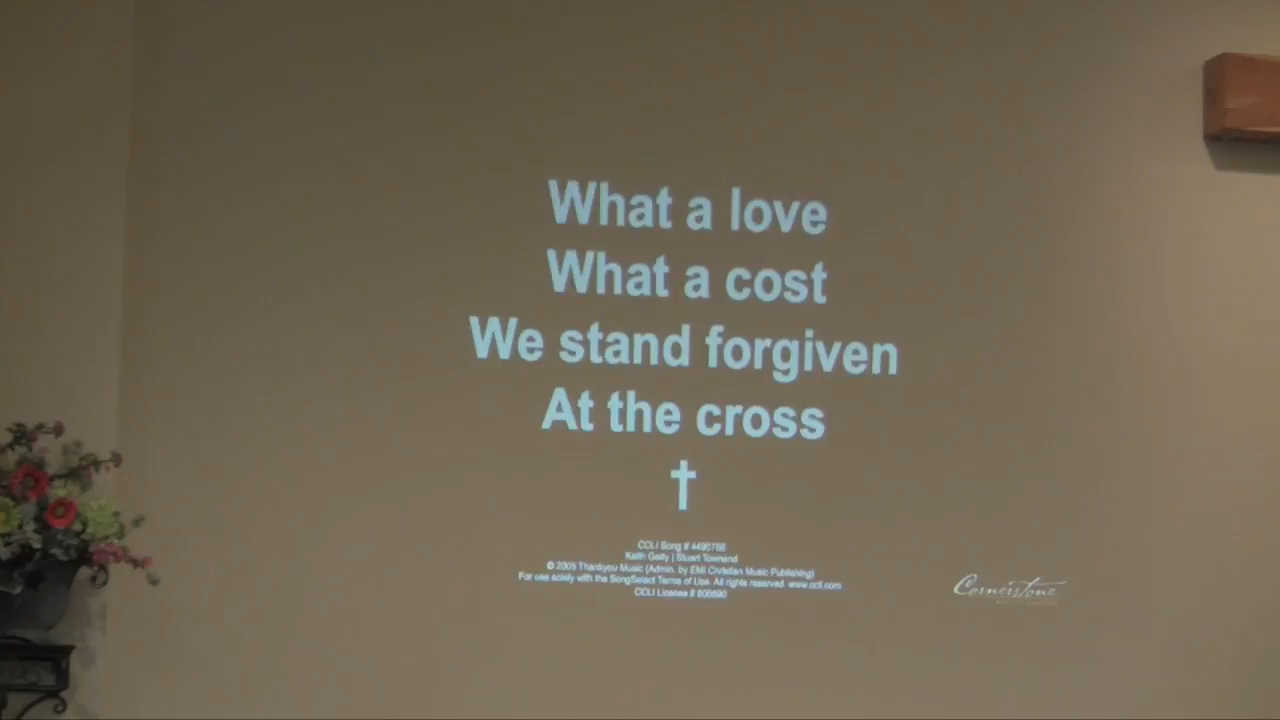 What a love
What a cost
We stand forgiven
At the cross
CCLI Song # 4490766
Keith Getty | Stuart Townend
© 2005 Thankyou Music (Admin. by EMI Christian Music Publishing)
For use solely with the SongSelect Terms of Use. All rights reserved. www.ccli.com
CCLI License #
Cornerstone